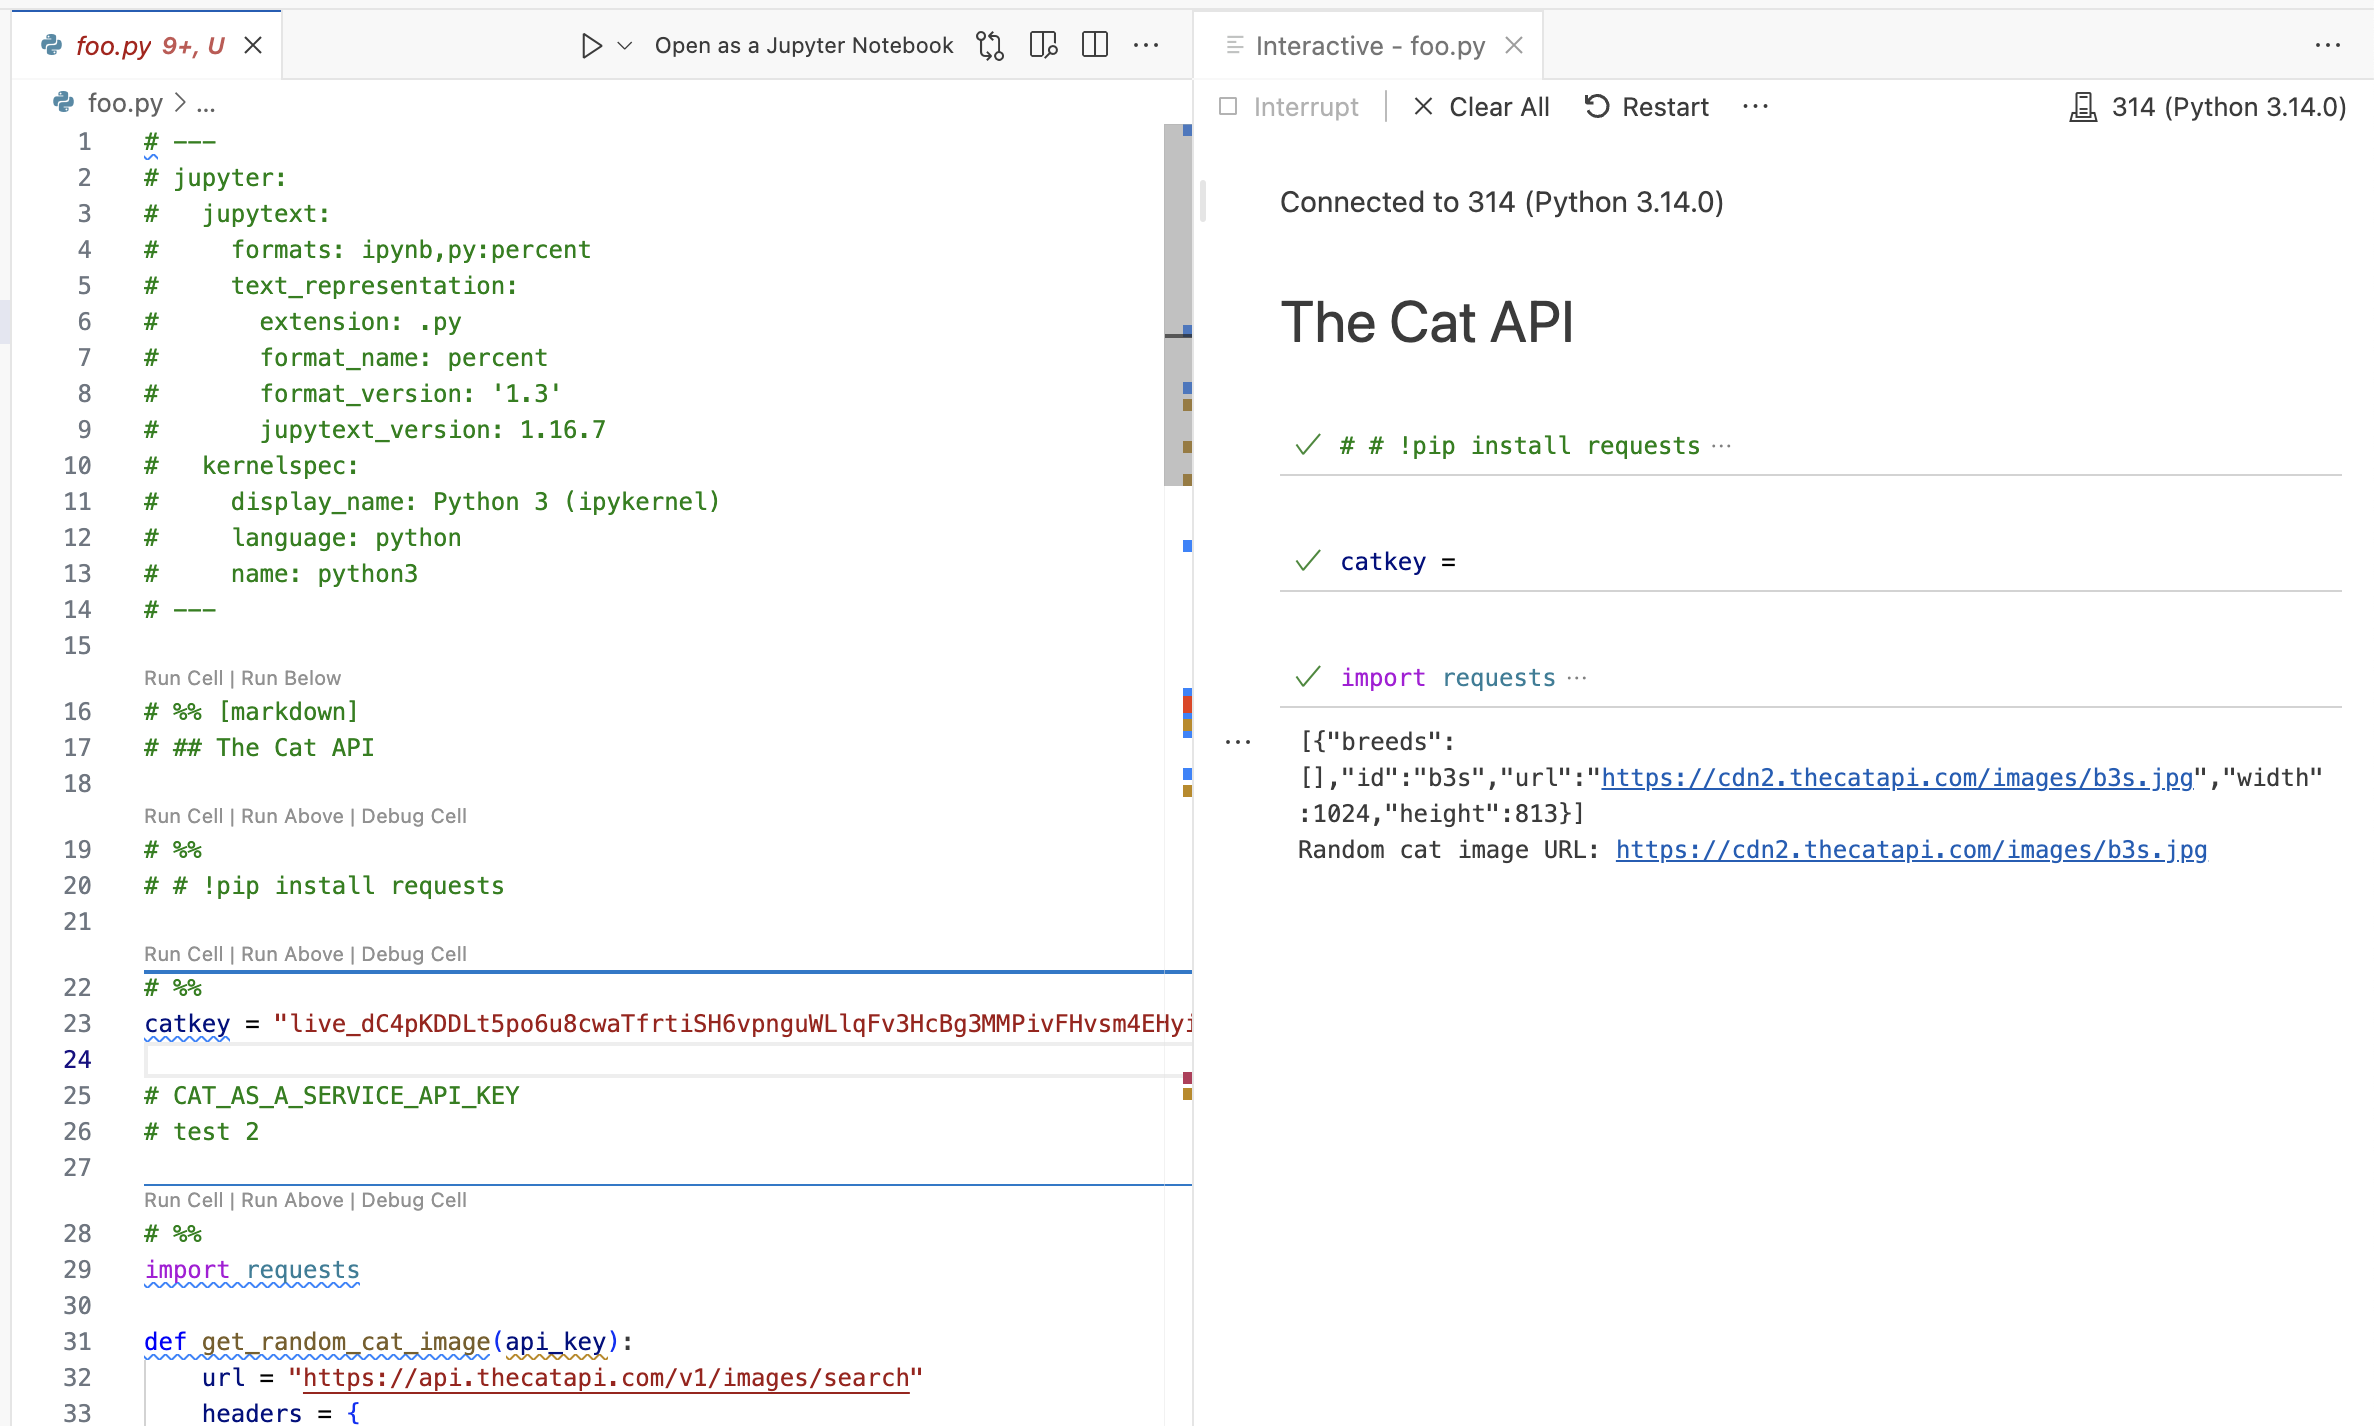 foo.py 9+, U
Open as a Jupyter Notebook
foo.py > ...
1 # ---
2 # jupyter:
3 #   jupytext:
4 #     formats: ipynb,py:percent
5 #     text_representation:
6 #       extension: .py
7 #       format_name: percent
8 #       format_version: '1.3'
9 #       jupytext_version: 1.16.7
10 #   kernelspec:
11 #     display_name: Python 3 (ipykernel)
12 #     language: python
13 #     name: python3
14 # ---
15
Run Cell | Run Below
16 # %% [markdown]
17 # ## The Cat API
18
Run Cell | Run Above | Debug Cell
19 # %%
20 # # !pip install requests
21
Run Cell | Run Above | Debug Cell
22 # %%
23 catkey = "live_dC4pKDDLt5po6u8cwaTfrtiSH6vpnguWLlqFv3HcBg3MMPivFHvsm4EHyi
24
25 # CAT_AS_A_SERVICE_API_KEY
26 # test 2
27
Run Cell | Run Above | Debug Cell
28 # %%
29 import requests
30
31 def get_random_cat_image(api_key):
32     url = "https://api.thecatapi.com/v1/images/search"
33     headers = {
Interactive - foo.py
Interrupt | Clear All Restart ...
314 (Python 3.14.0)
Connected to 314 (Python 3.14.0)
The Cat API
# # !pip install requests ...
catkey =
import requests ...
[{"breeds":
[],"id":"b3s","url":"https://cdn2.thecatapi.com/images/b3s.jpg","width"
:1024,"height":813}]
Random cat image URL: https://cdn2.thecatapi.com/images/b3s.jpg